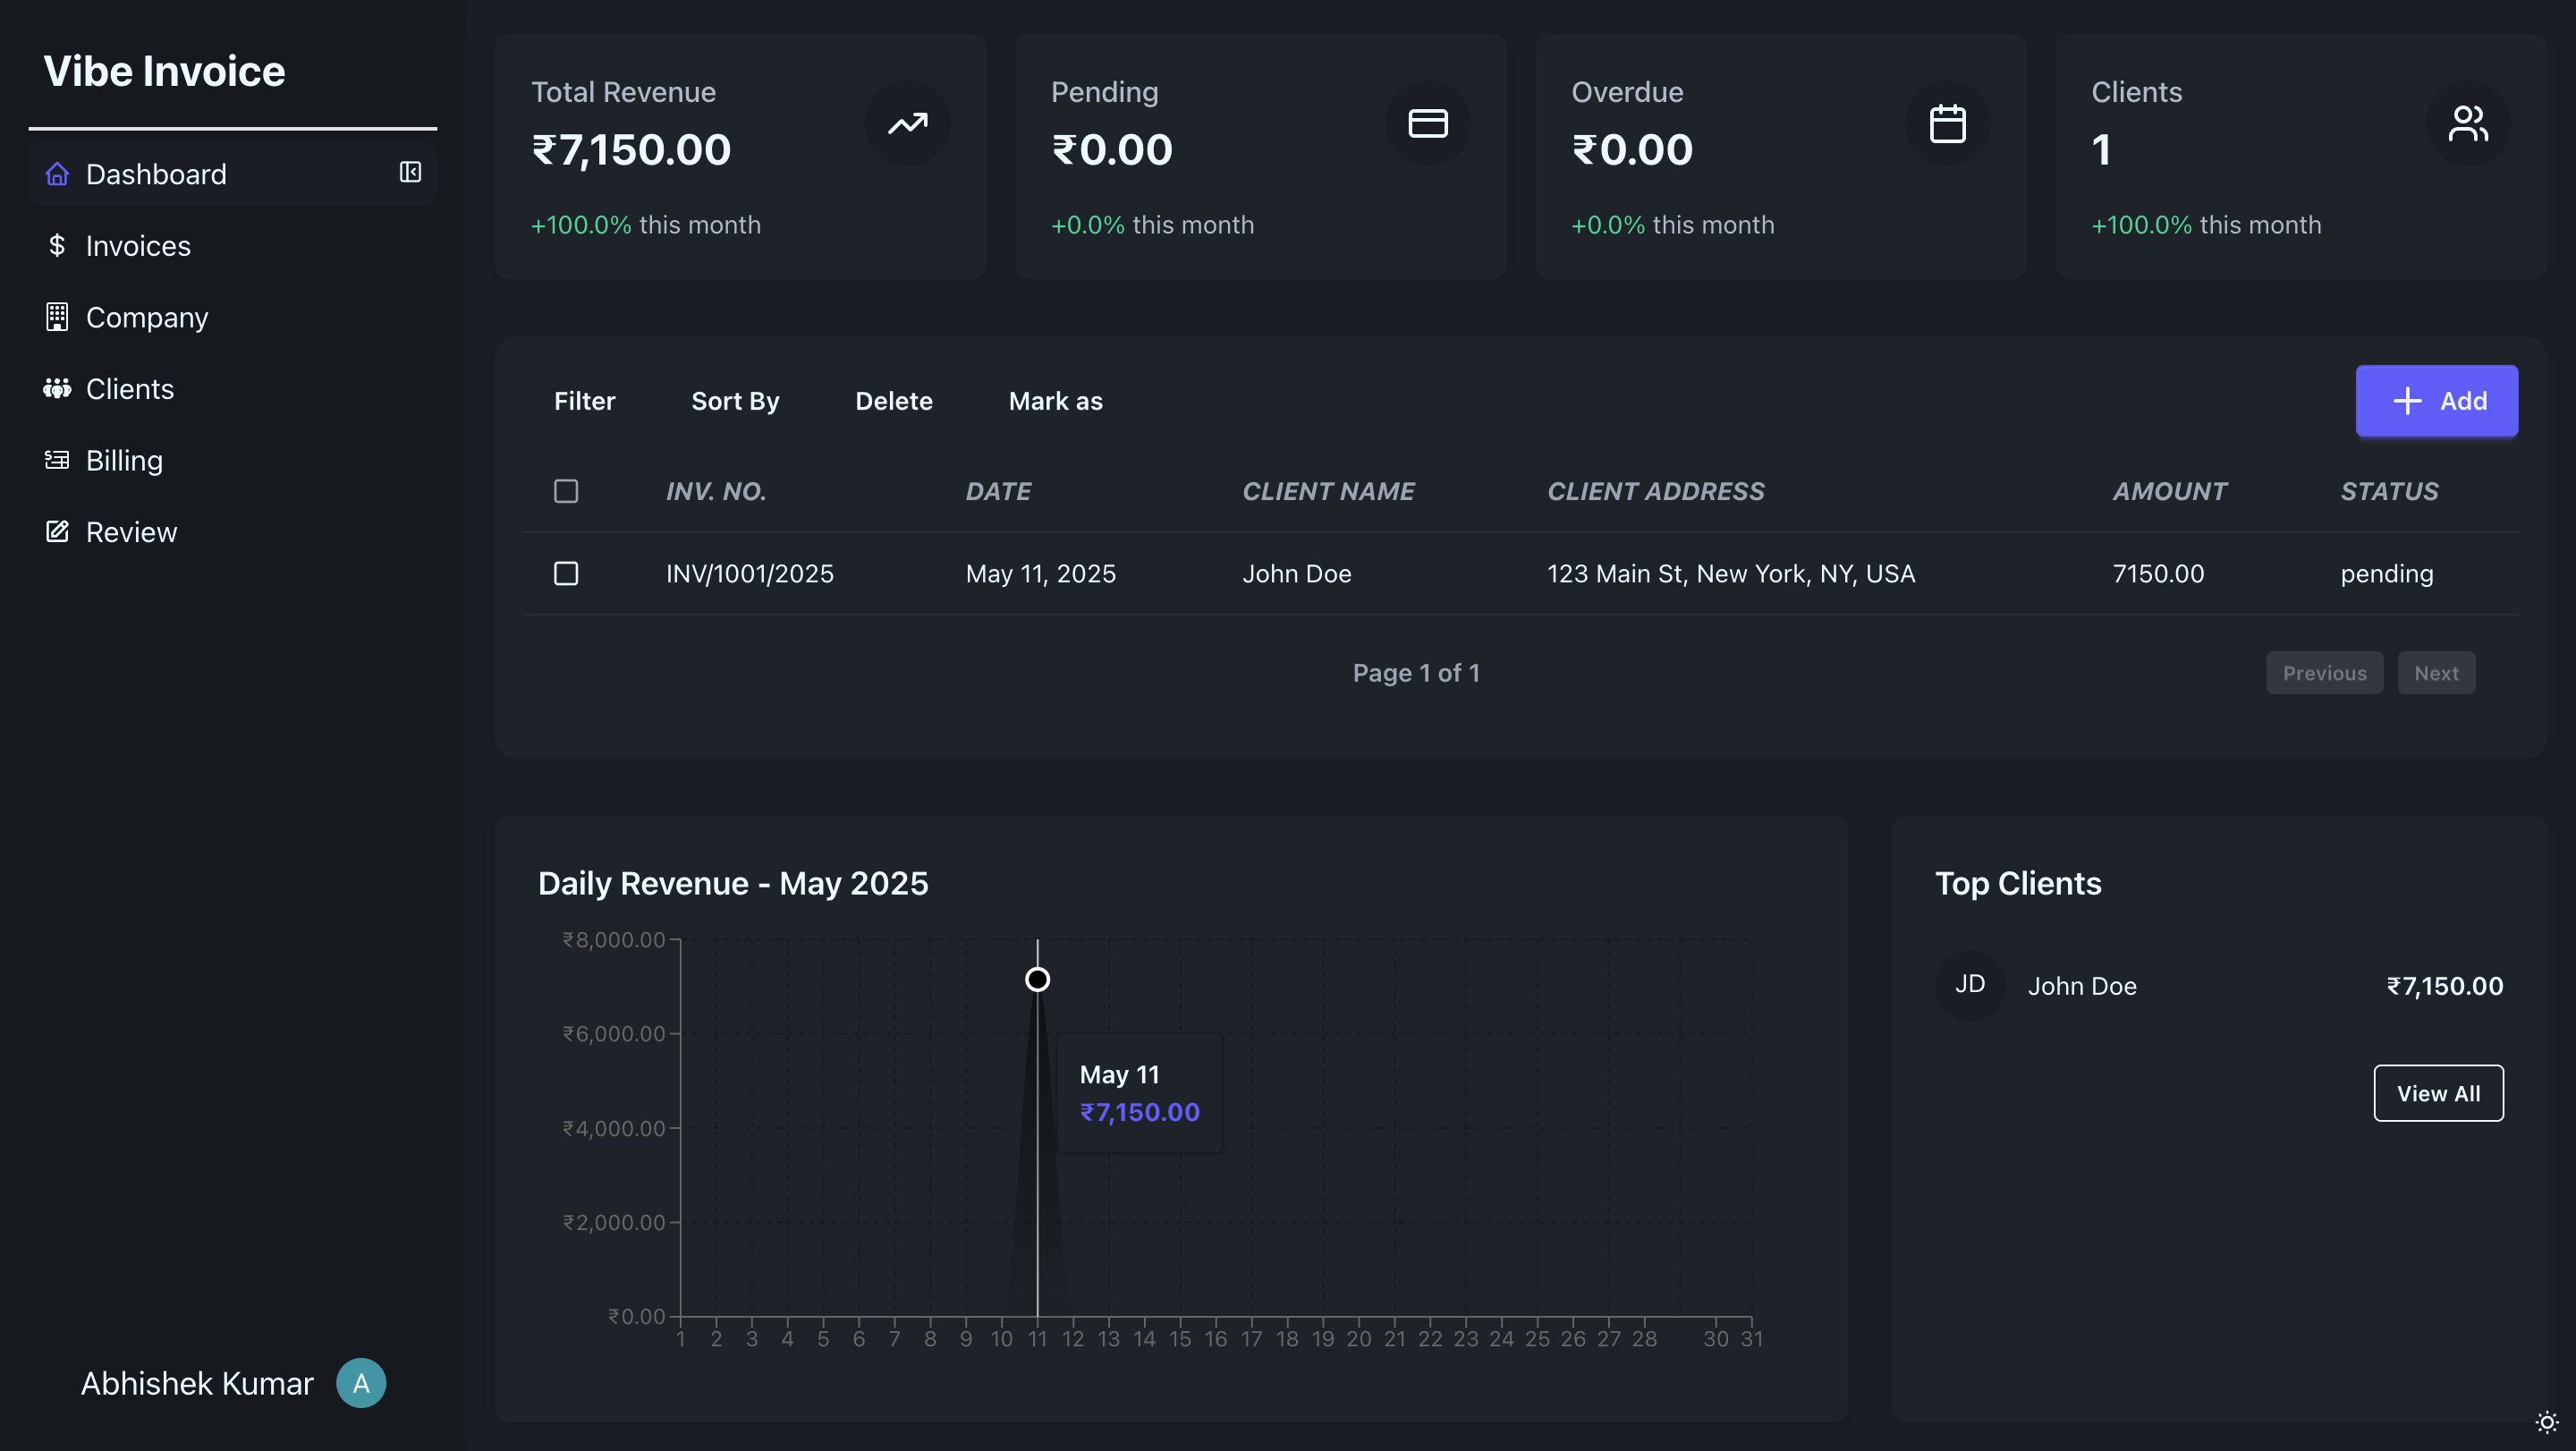 Vibe Invoice
Dashboard
Invoices
Company
Clients
Billing
Review
Abhishek Kumar
A
Total Revenue
₹7,150.00
+100.0% this month
Pending
₹0.00
+0.0% this month
Overdue
₹0.00
+0.0% this month
Clients
1
+100.0% this month
Filter Sort By Delete Mark as
Add
INV. NO. DATE CLIENT NAME CLIENT ADDRESS AMOUNT STATUS
INV/1001/2025 May 11, 2025 John Doe 123 Main St, New York, NY, USA 7150.00 pending
Page 1 of 1
Previous Next
Daily Revenue - May 2025
₹8,000.00
₹6,000.00
₹4,000.00
₹2,000.00
₹0.00
May 11
₹7,150.00
1 2 3 4 5 6 7 8 9 10 11 12 13 14 15 16 17 18 19 20 21 22 23 24 25 26 27 28 30 31
Top Clients
JD John Doe ₹7,150.00
View All